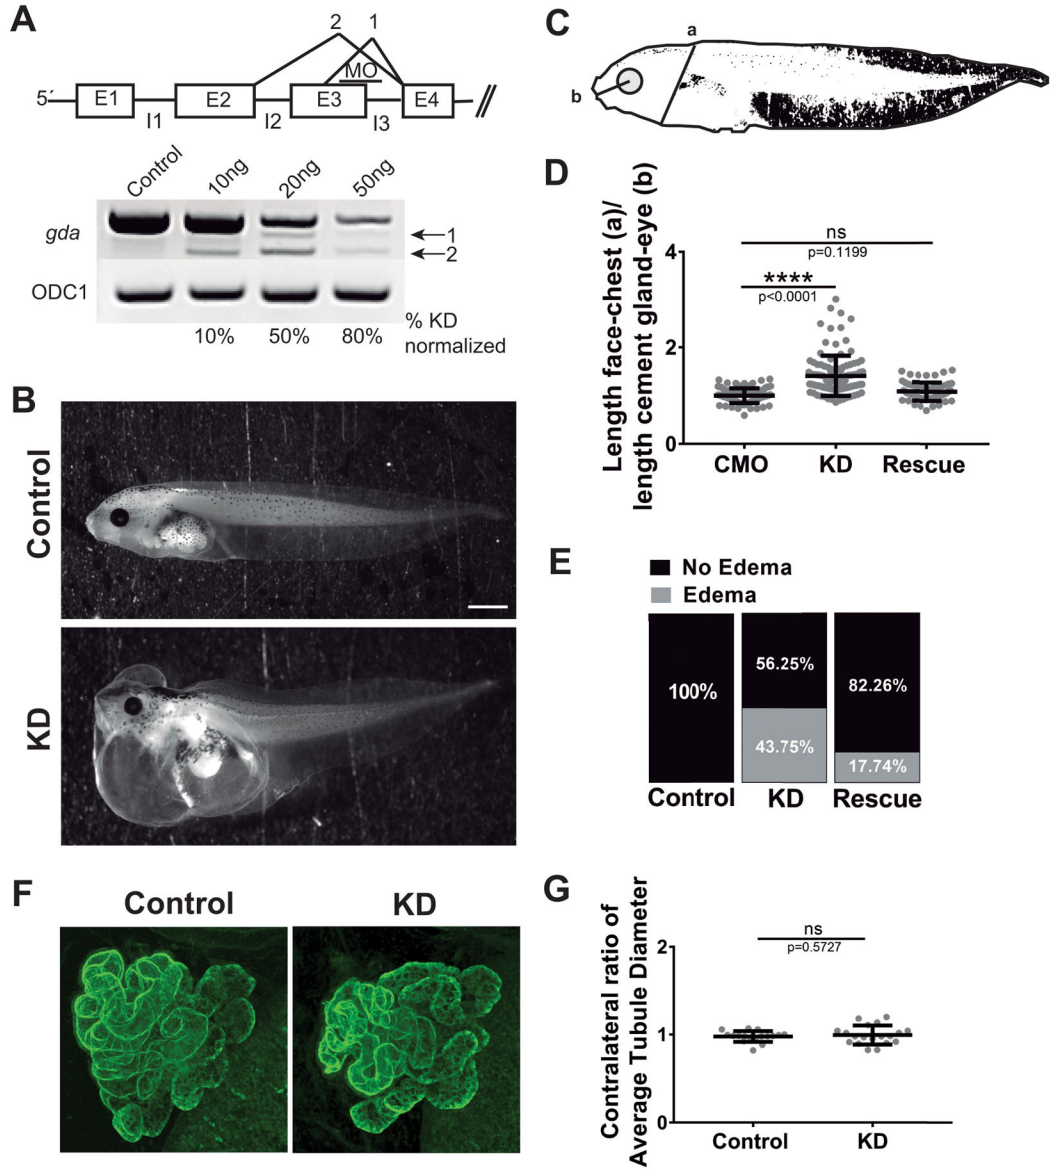 A
2 1
MO
5´ E1 E2 E3 E4
I1 I2 I3
Control 10ng 20ng 50ng
gda
1
2
ODC1
10% 50% 80%
% KD
normalized
B
Control
KD
C
a
b
D
Length face-chest (a)/
length cement gland-eye (b)
4
2
0
ns
p=0.1199
****
p<0.0001
CMO KD Rescue
E
No Edema
Edema
100%
56.25%
43.75%
82.26%
17.74%
Control KD Rescue
F
Control KD
G
Contralateral ratio of
Average Tubule Diameter
2
1
0
ns
p=0.5727
Control KD